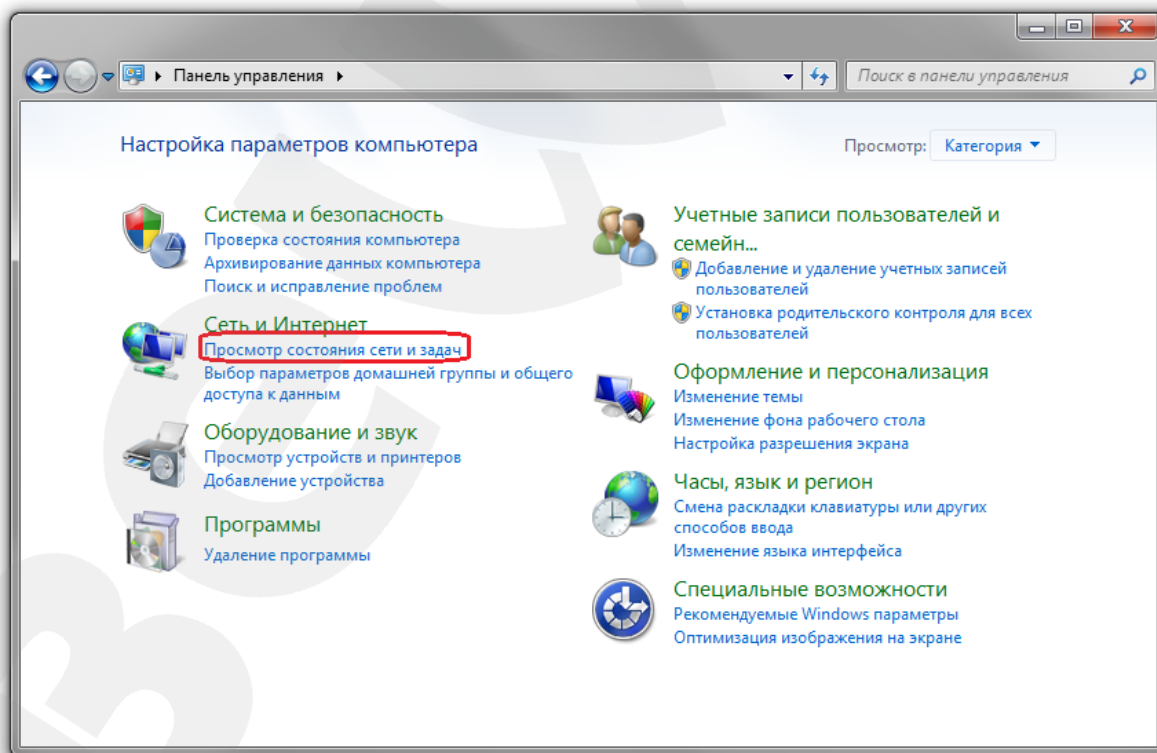 Панель управления
Поиск в панели управления
Настройка параметров компьютера
Просмотр: Категория
Система и безопасность
Проверка состояния компьютера
Архивирование данных компьютера
Поиск и исправление проблем
Сеть и Интернет
Просмотр состояния сети и задач
Выбор параметров домашней группы и общего
доступа к данным
Оборудование и звук
Просмотр устройств и принтеров
Добавление устройства
Программы
Удаление программы
Учетные записи пользователей и
семейн...
Добавление и удаление учетных записей
пользователей
Установка родительского контроля для всех
пользователей
Оформление и персонализация
Изменение темы
Изменение фона рабочего стола
Настройка разрешения экрана
Часы, язык и регион
Смена раскладки клавиатуры или других
способов ввода
Изменение языка интерфейса
Специальные возможности
Рекомендуемые Windows параметры
Оптимизация изображения на экране